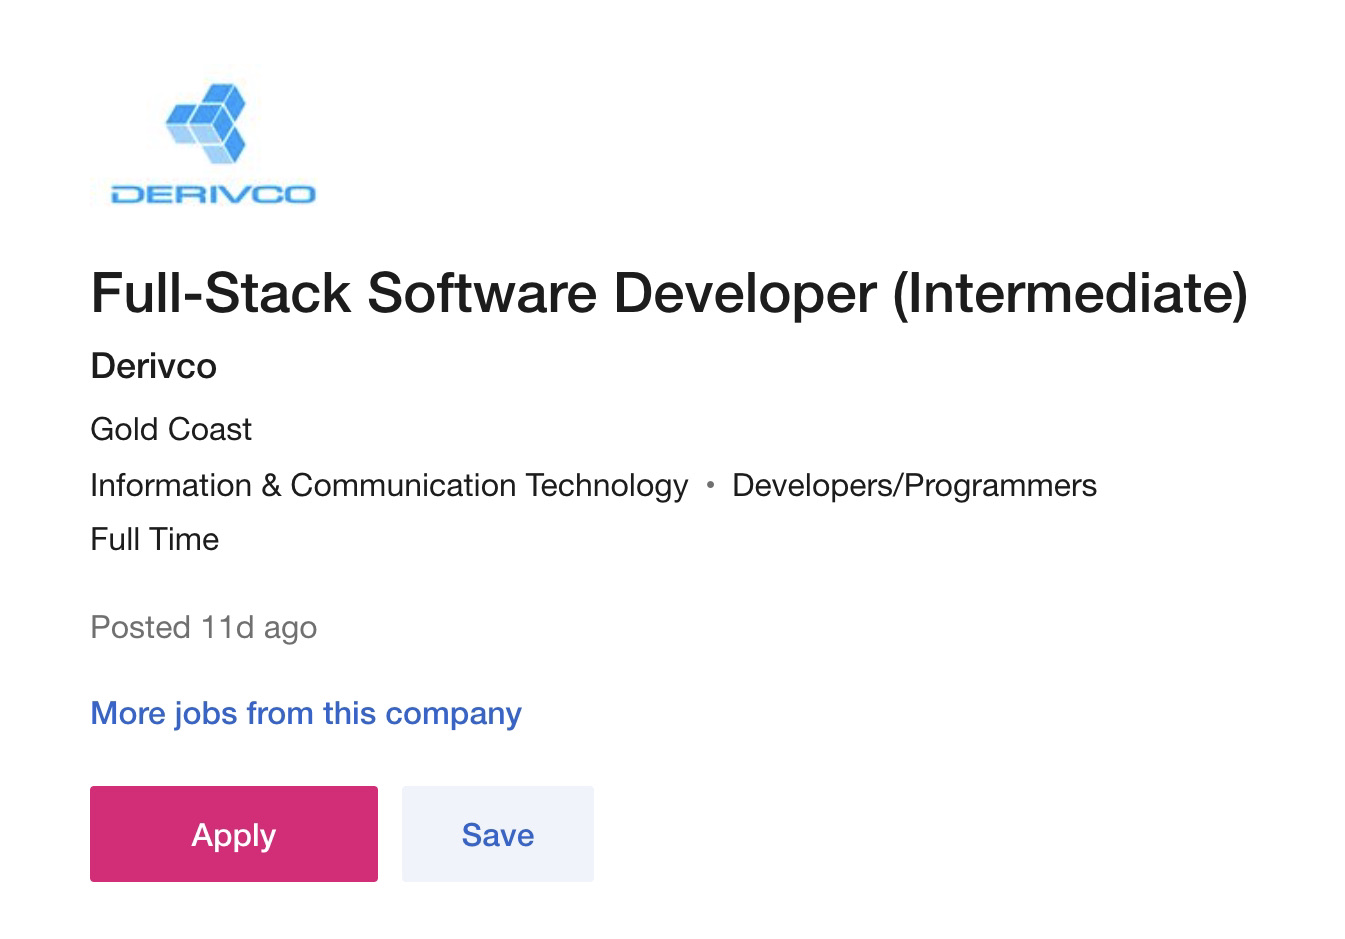 DERIVCO
Full-Stack Software Developer (Intermediate)
Derivco
Gold Coast
Information & Communication Technology • Developers/Programmers
Full Time
Posted 11d ago
More jobs from this company
Apply
Save